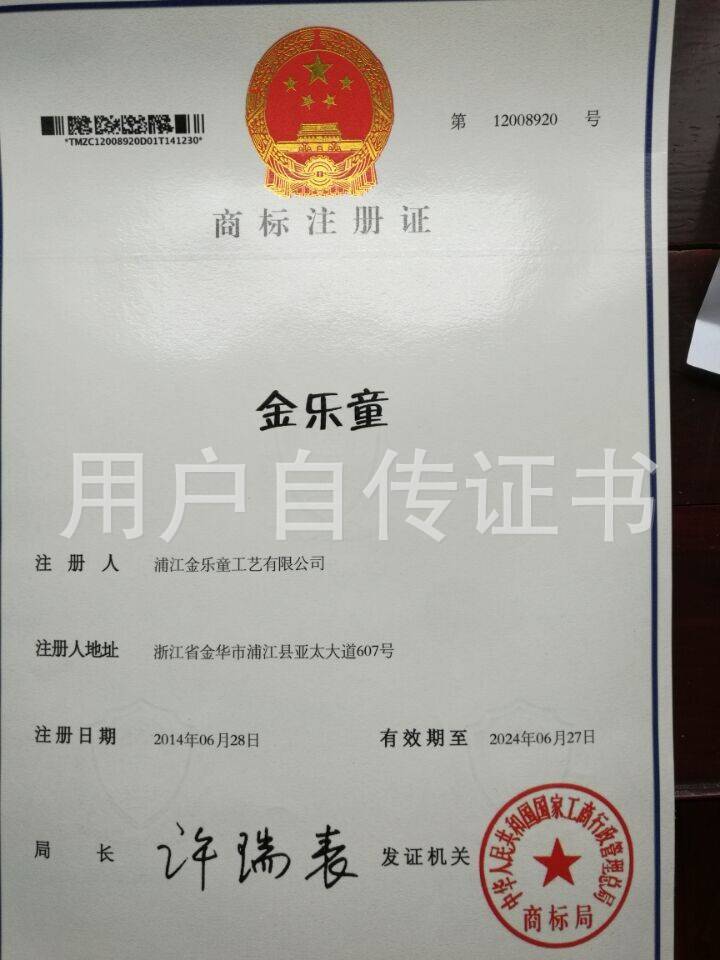 第 12008920 号
*TMZC12008920D01T141230*
商标注册证
金乐童
用户自传证书
注册人 浦江金乐童工艺有限公司
注册人地址 浙江省金华市浦江县亚太大道607号
注册日期 2014年06月28日 有效期至 2024年06月27日
局长 许瑞表 发证机关
中华人民共和国国家工商行政管理总局
商标局